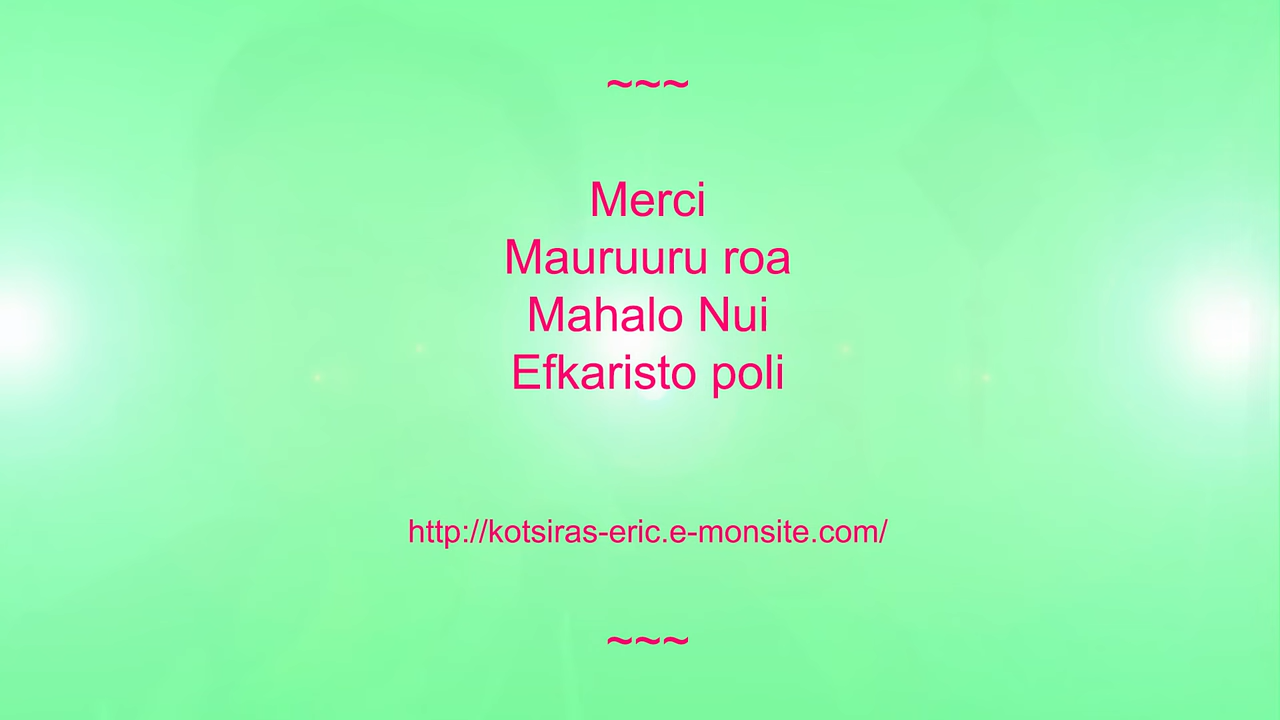 ~~~
Merci
Mauruuru roa
Mahalo Nui
Efkaristo poli
http://kotsiras-eric.e-monsite.com/
~~~